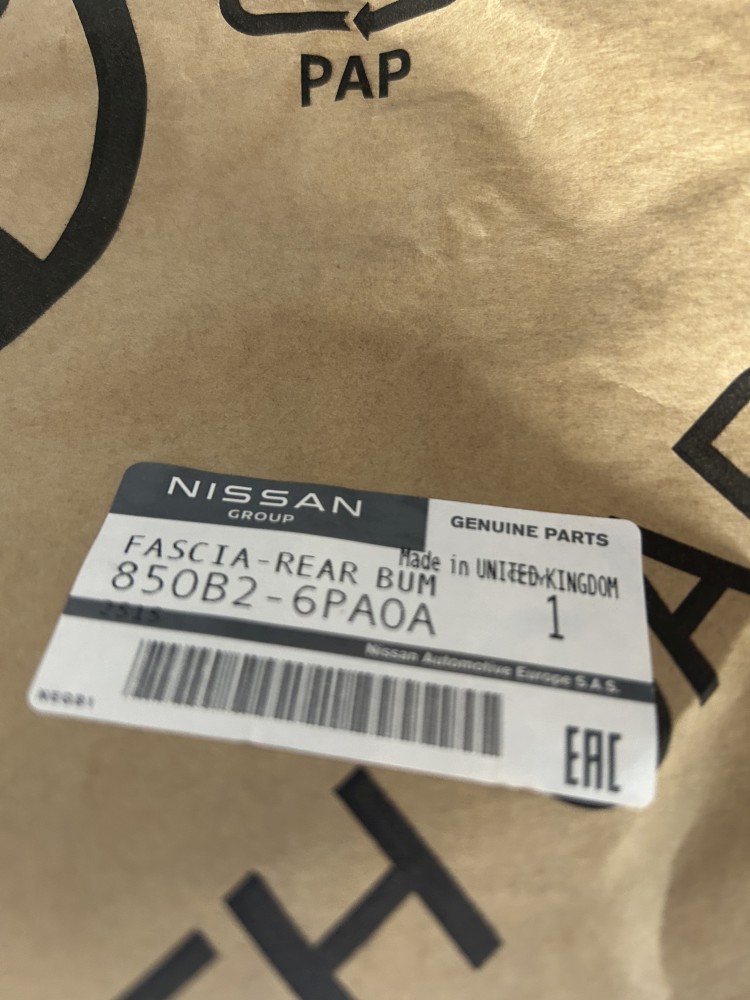 PAP
NISSAN
GROUP
GENUINE PARTS
FASCIA-REAR BUM
Made in UNITED KINGDOM
850B2-6PA0A
1
2S15
Nissan Automotive Europe S.A.S.
EAC